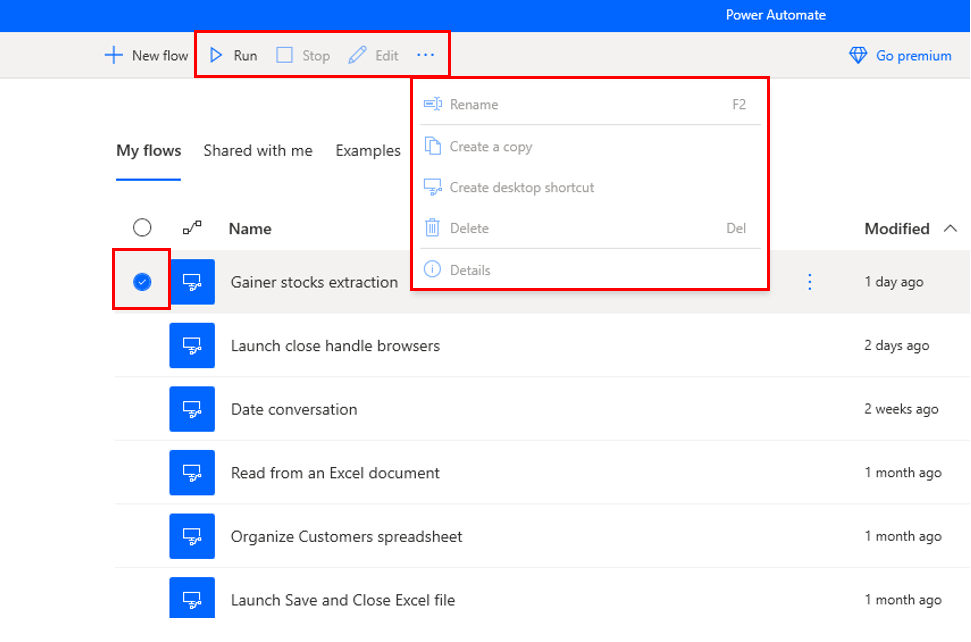 Power Automate
New flow Run Stop Edit ··· Go premium
Rename F2
Create a copy
Create desktop shortcut
Delete Del
Details
My flows Shared with me Examples
Name Modified
Gainer stocks extraction 1 day ago
Launch close handle browsers 2 days ago
Date conversation 2 weeks ago
Read from an Excel document 1 month ago
Organize Customers spreadsheet 1 month ago
Launch Save and Close Excel file 1 month ago